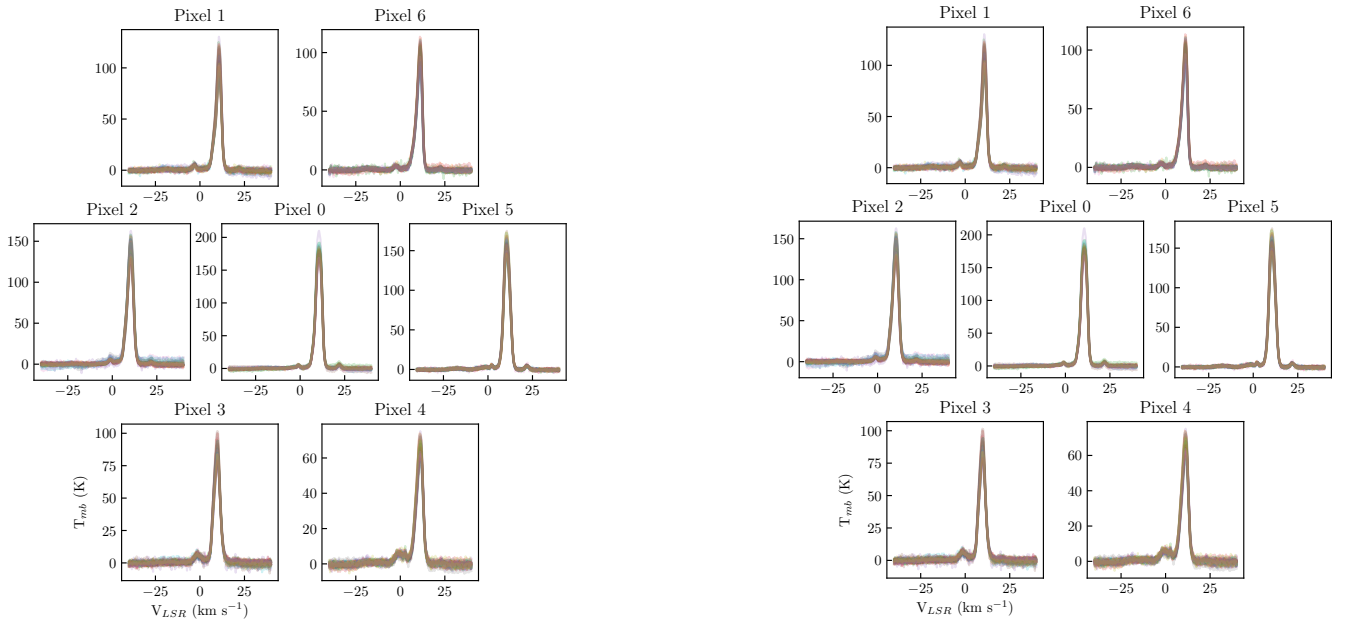 Pixel 1 Pixel 6 Pixel 1 Pixel 6
100 100 100 100
50 50 50 50
0 0 0 0
−25 0 25 −25 0 25 −25 0 25 −25 0 25
Pixel 2 Pixel 0 Pixel 5 Pixel 2 Pixel 0 Pixel 5
150 200 150 150 200 150
100 150 100 100 150 100
50 100 50 50 100 50
0 50 0 0 50 0
0 0
−25 0 25 −25 0 25 −25 0 25 −25 0 25 −25 0 25 −25 0 25
Pixel 3 Pixel 4 Pixel 3 Pixel 4
100 60 100 60
75 40 75 40
50 20 50 20
25 0 25 0
0 0
T_{mb} (K) T_{mb} (K)
−25 0 25 −25 0 25 −25 0 25 −25 0 25
V_{LSR} (km s^{−1}) V_{LSR} (km s^{−1})